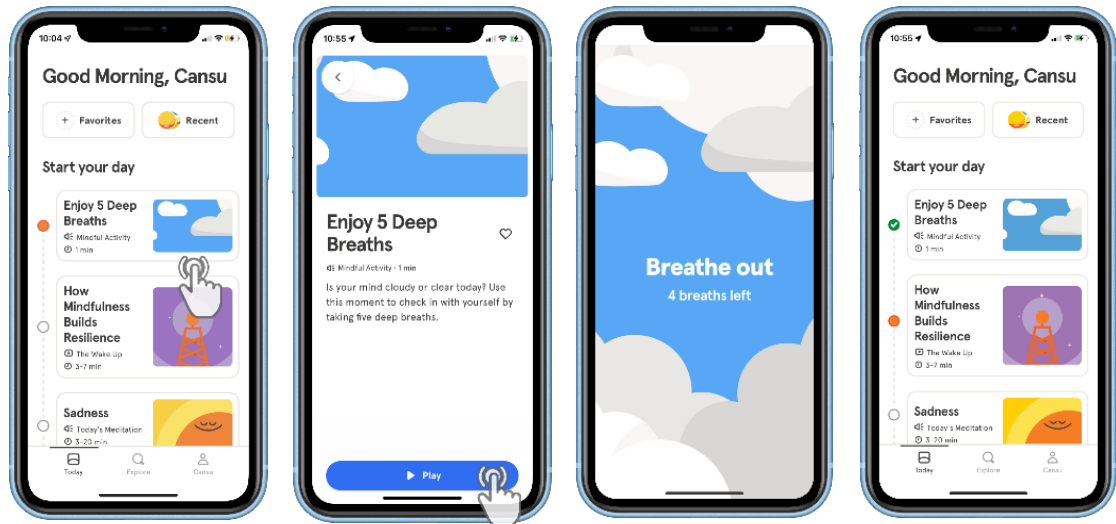 10:04
Good Morning, Cansu
+ Favorites
Recent
Start your day
Enjoy 5 Deep
Breaths
Mindful Activity
1 min
How
Mindfulness
Builds
Resilience
The Wake Up
3-7 min
Sadness
Today's Meditation
3-20 min
Today
Explore
Cansu
10:55
Enjoy 5 Deep
Breaths
Mindful Activity • 1 min
Is your mind cloudy or clear today? Use
this moment to check in with yourself by
taking five deep breaths.
Play
Breathe out
4 breaths left
10:55
Good Morning, Cansu
+ Favorites
Recent
Start your day
Enjoy 5 Deep
Breaths
Mindful Activity
1 min
How
Mindfulness
Builds
Resilience
The Wake Up
3-7 min
Sadness
Today's Meditation
3-20 min
Today
Explore
Cansu